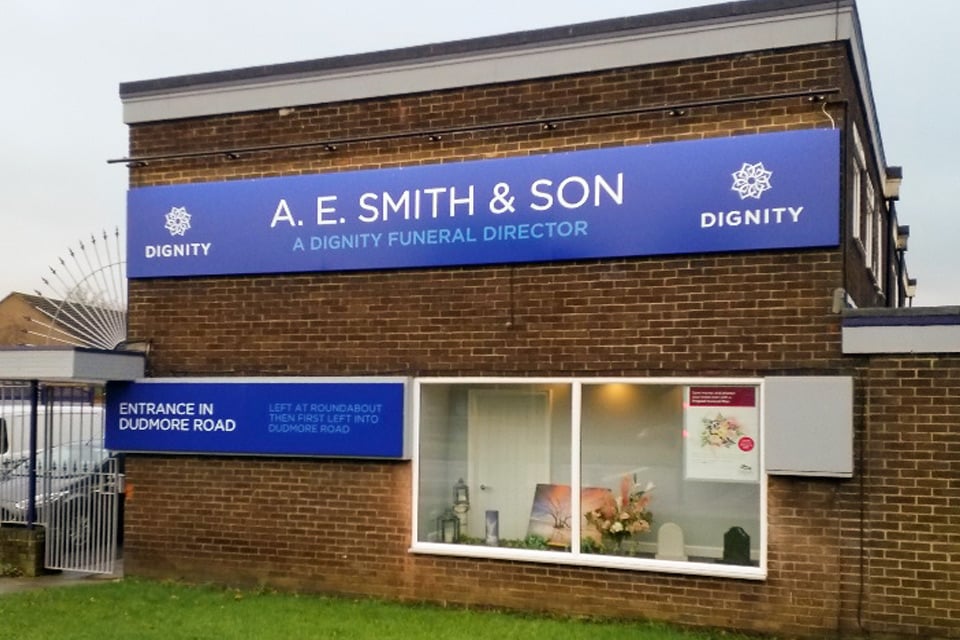 A. E. SMITH & SON
A DIGNITY FUNERAL DIRECTOR
DIGNITY
DIGNITY
ENTRANCE IN
DUDMORE ROAD
LEFT AT ROUNDABOUT
THEN FIRST LEFT INTO
DUDMORE ROAD